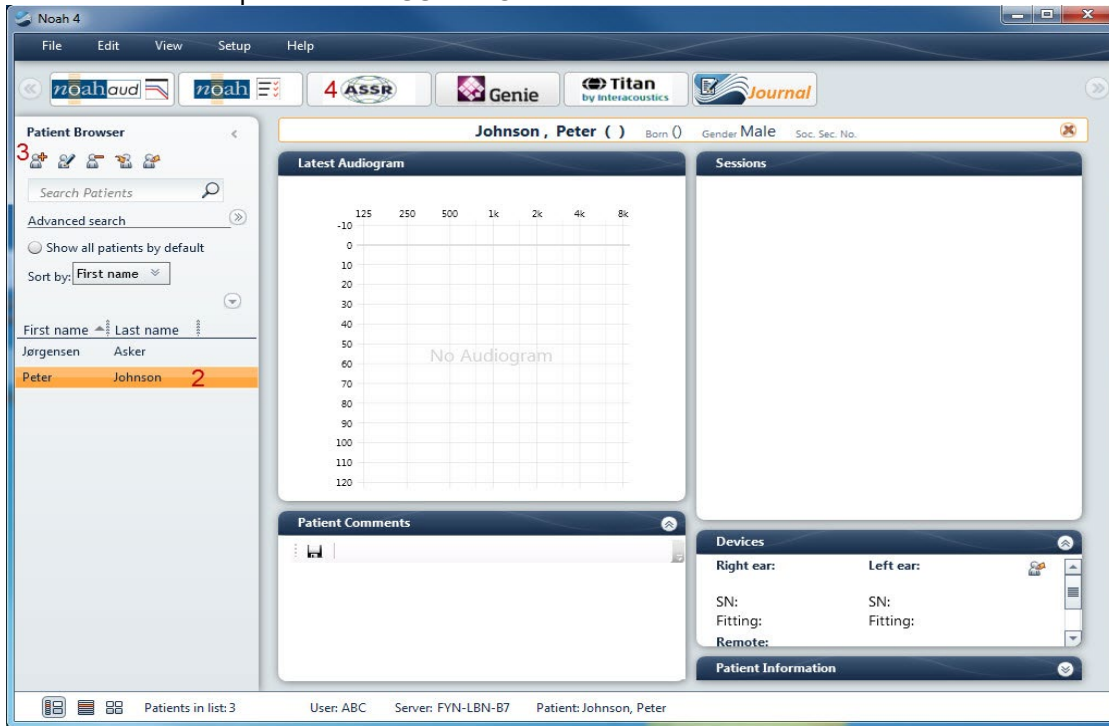 Noah 4
File Edit View Setup Help
noah aud noah 4 ASSR Genie Titan by Interacoustics Journal
Patient Browser
3
Search Patients
Advanced search
Show all patients by default
Sort by: First name
First name Last name
Jørgensen Asker
Peter Johnson 2
Johnson , Peter ( ) Born () Gender Male Soc. Sec. No.
Latest Audiogram
125 250 500 1k 2k 4k 8k
-10
0
10
20
30
40
50
No Audiogram
60
70
80
90
100
110
120
Sessions
Patient Comments
Devices
Right ear: Left ear:
SN: SN:
Fitting: Fitting:
Remote:
Patient Information
Patients in list: 3 User: ABC Server: FYN-LBN-B7 Patient: Johnson, Peter